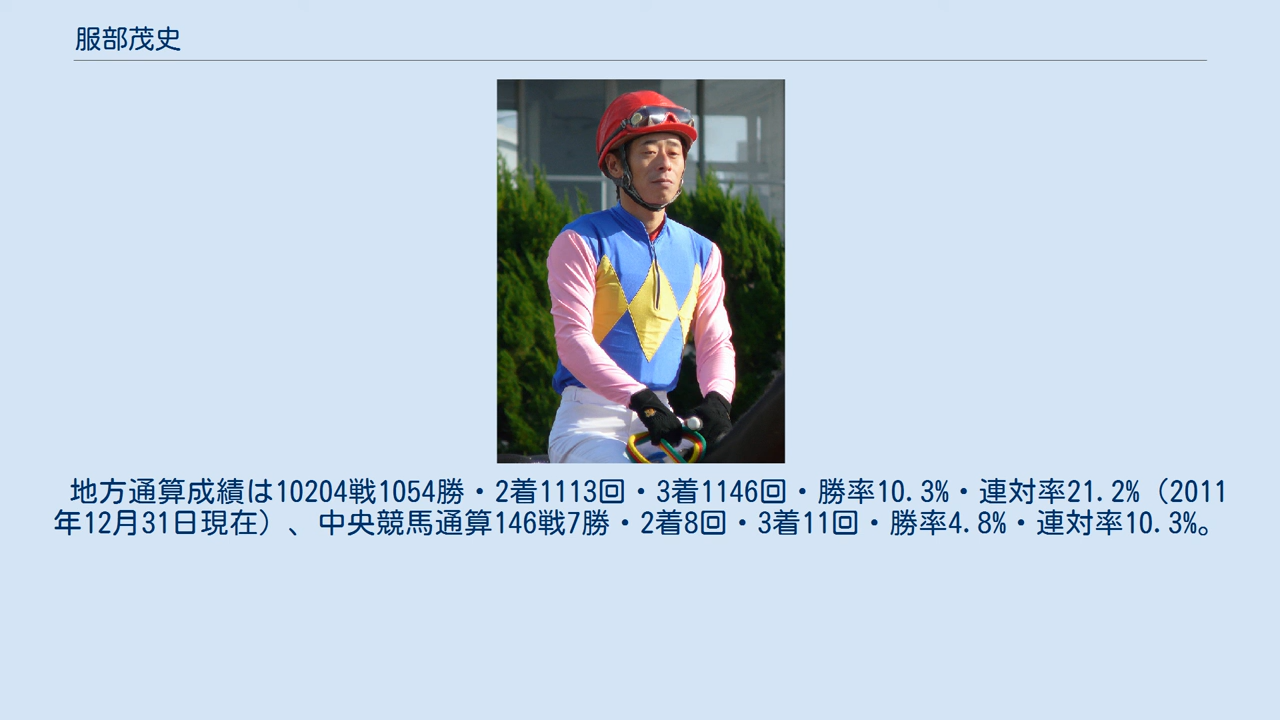 服部茂史
地方通算成績は10204戦1054勝・2着1113回・3着1146回・勝率10.3%・連対率21.2%（2011
年12月31日現在）、中央競馬通算146戦7勝・2着8回・3着11回・勝率4.8%・連対率10.3%。